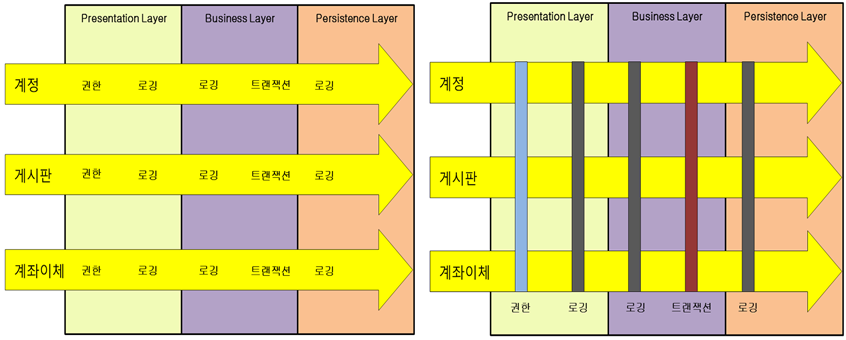 Presentation Layer Business Layer Persistence Layer
계정 권한 로깅 로깅 트랜잭션 로깅
게시판 권한 로깅 로깅 트랜잭션 로깅
계좌이체 권한 로깅 로깅 트랜잭션 로깅
Presentation Layer Business Layer Persistence Layer
계정
게시판
계좌이체
권한 로깅 로깅 트랜잭션 로깅